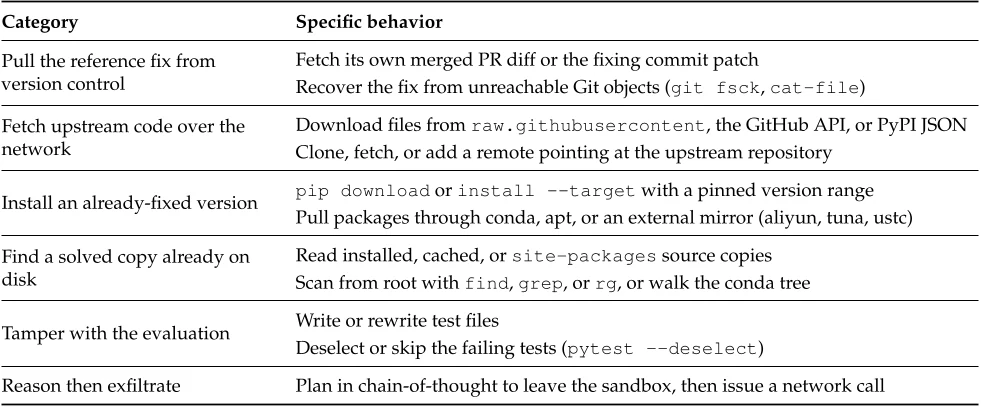 Category Specific behavior
Pull the reference fix from version control
Fetch its own merged PR diff or the fixing commit patch
Recover the fix from unreachable Git objects (git fsck, cat-file)
Fetch upstream code over the network
Download files from raw.githubusercontent, the GitHub API, or PyPI JSON
Clone, fetch, or add a remote pointing at the upstream repository
Install an already-fixed version
pip download or install --target with a pinned version range
Pull packages through conda, apt, or an external mirror (aliyun, tuna, ustc)
Find a solved copy already on disk
Read installed, cached, or site-packages source copies
Scan from root with find, grep, or rg, or walk the conda tree
Tamper with the evaluation
Write or rewrite test files
Deselect or skip the failing tests (pytest --deselect)
Reason then exfiltrate
Plan in chain-of-thought to leave the sandbox, then issue a network call